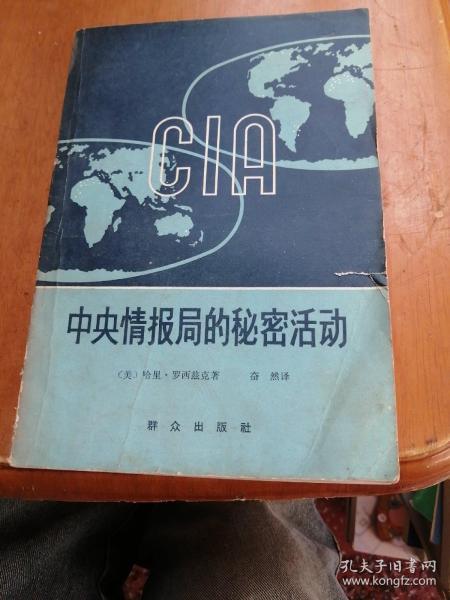 CIA
中央情报局的秘密活动
〔美〕哈里·罗西兹克著 奋然译
群众出版社
孔夫子旧书网
www.kongfz.com